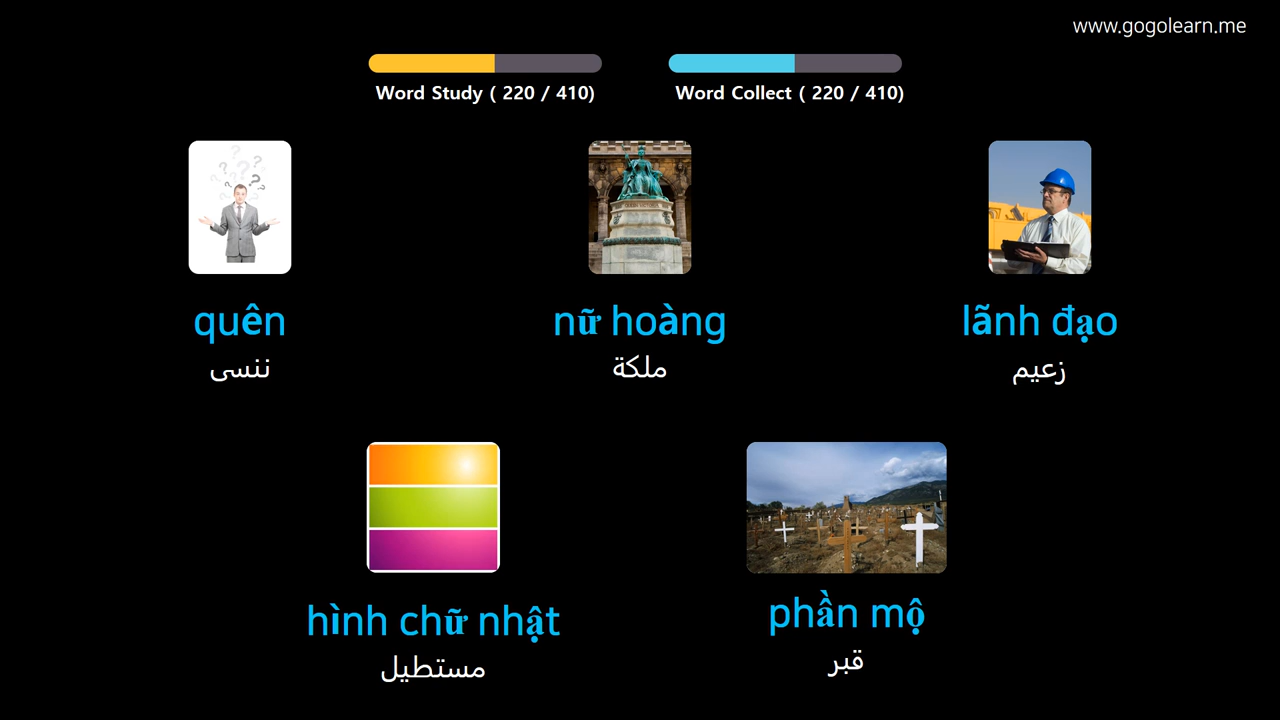 www.gogolearn.me
Word Study ( 220 / 410)
Word Collect ( 220 / 410)
quên
ننسى
nữ hoàng
ملكة
lãnh đạo
زعيم
hình chữ nhật
مستطيل
phần mộ
قبر